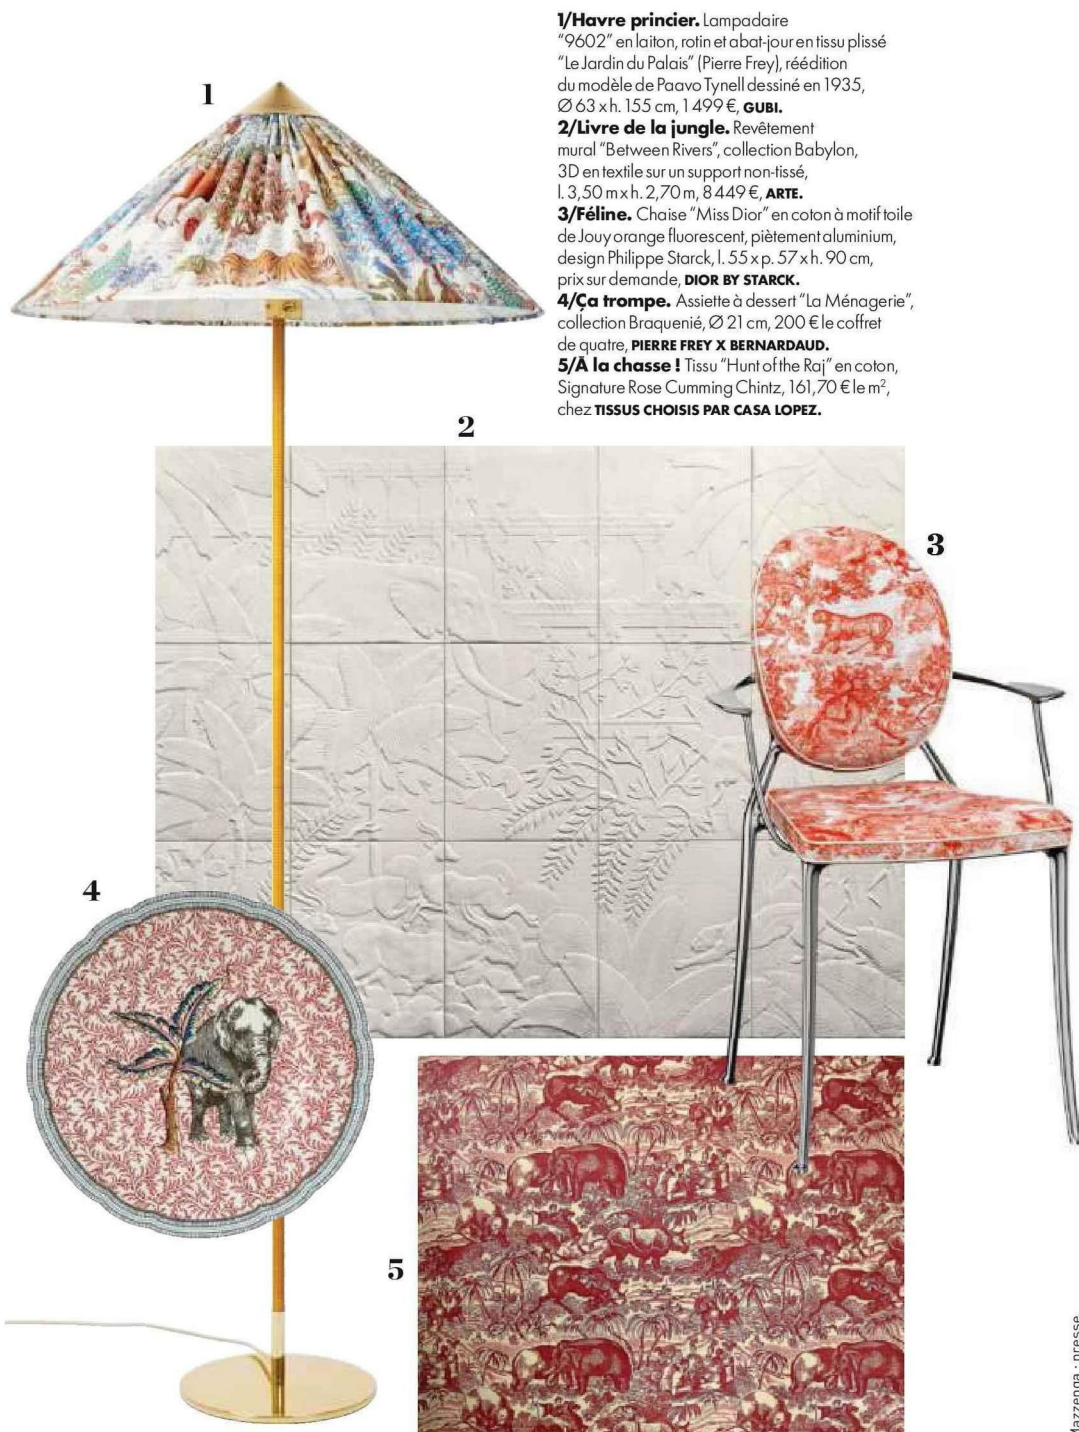 1/Havre princier. Lampadaire
“9602” en laiton, rotin et abat-jour en tissu plissé
“Le Jardin du Palais” (Pierre Frey), réédition
du modèle de Paavo Tynell dessiné en 1935,
Ø 63 x h. 155 cm, 1 499 €, GUBI.
2/Livre de la jungle. Revêtement
mural “Between Rivers”, collection Babylon,
3D en textile sur un support non-tissé,
l. 3,50 m x h. 2,70 m, 8 449 €, ARTE.
3/Féline. Chaise “Miss Dior” en coton à motif toile
de Jouy orange fluorescent, piètement aluminium,
design Philippe Starck, l. 55 x p. 57 x h. 90 cm,
prix sur demande, DIOR BY STARCK.
4/Ça trompe. Assiette à dessert “La Ménagerie”,
collection Braquenié, Ø 21 cm, 200 € le coffret
de quatre, PIERRE FREY X BERNARDAUD.
5/À la chasse ! Tissu “Hunt of the Raj” en coton,
Signature Rose Cumming Chintz, 161,70 € le m²,
chez TISSUS CHOISIS PAR CASA LOPEZ.
1
2
3
4
5
Mazzenga ; presse